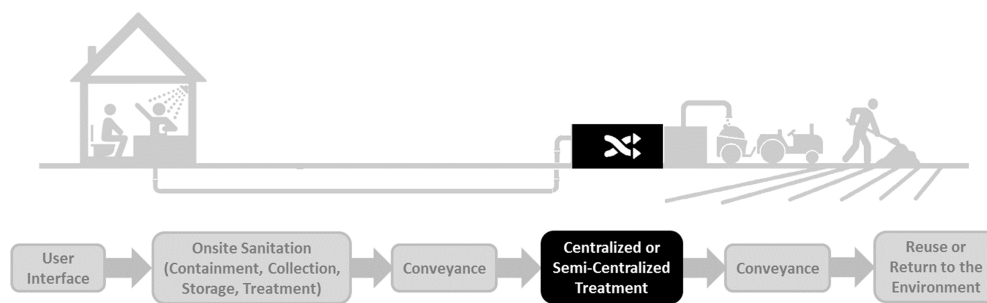 User
Interface
Onsite Sanitation
(Containment, Collection,
Storage, Treatment)
Conveyance
Centralized or
Semi-Centralized
Treatment
Conveyance
Reuse or
Return to the
Environment